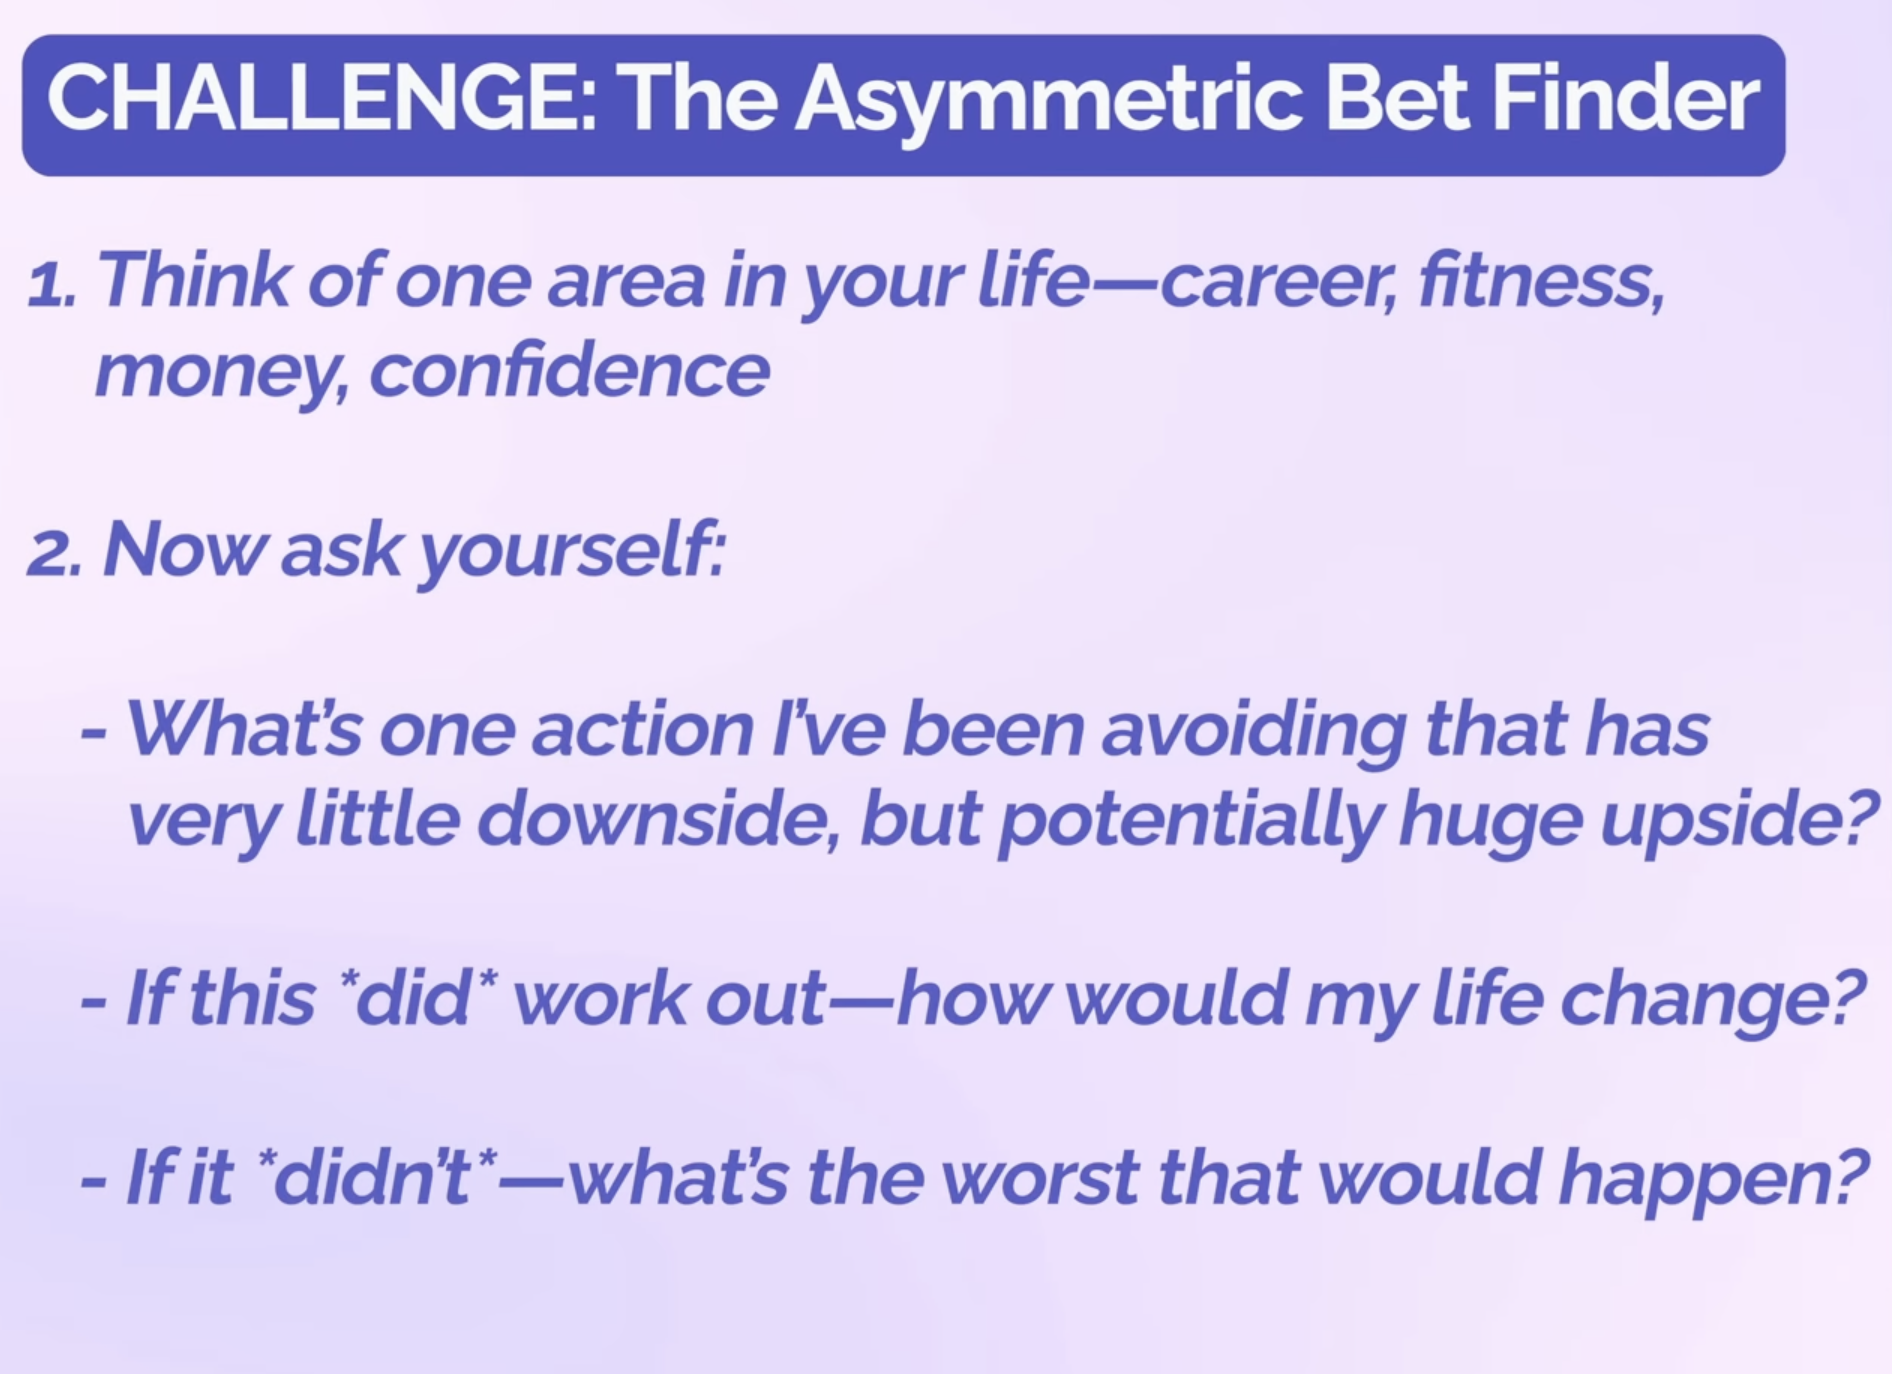 CHALLENGE: The Asymmetric Bet Finder
1. Think of one area in your life—career, fitness,
money, confidence
2. Now ask yourself:
- What’s one action I’ve been avoiding that has
very little downside, but potentially huge upside?
- If this *did* work out—how would my life change?
- If it *didn’t*—what’s the worst that would happen?